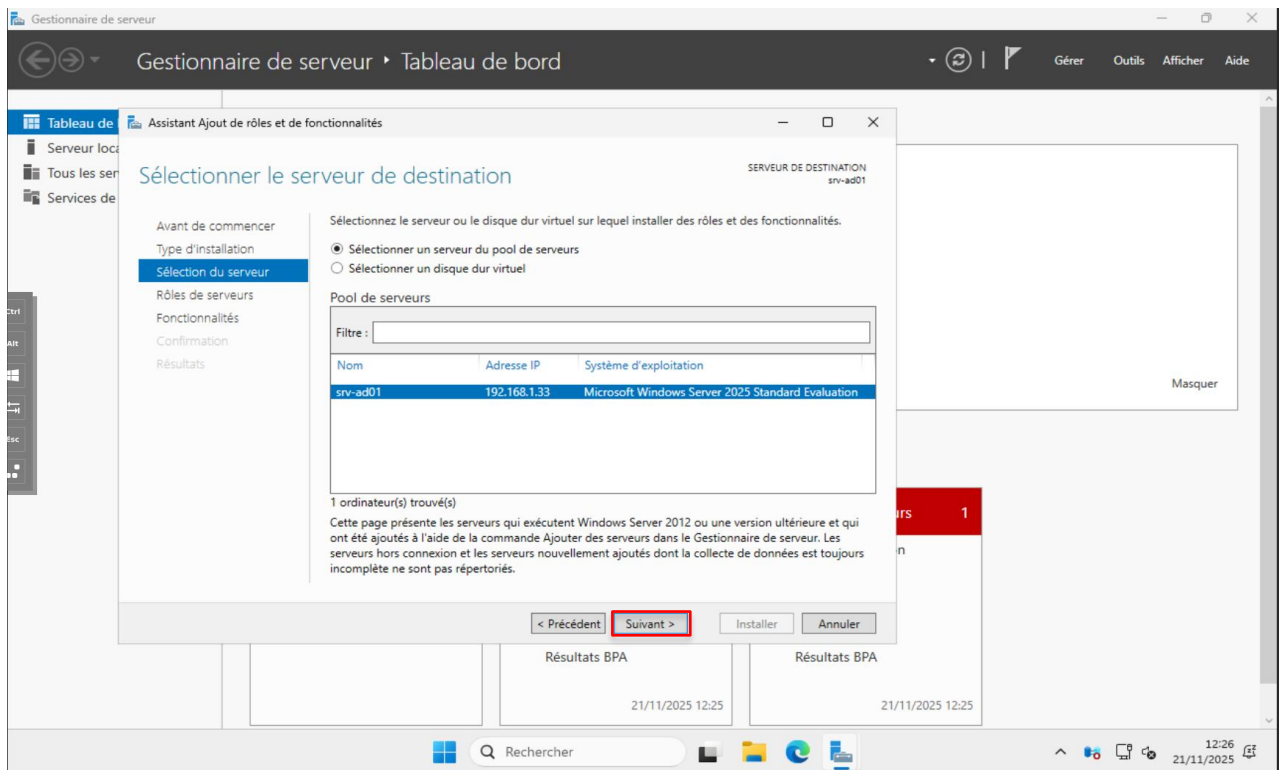 Gestionnaire de serveur
Gestionnaire de serveur ‣ Tableau de bord
Gérer Outils Afficher Aide
Tableau de
Serveur loca
Tous les ser
Services de
Assistant Ajout de rôles et de fonctionnalités
Sélectionner le serveur de destination
SERVEUR DE DESTINATION
srv-ad01
Avant de commencer
Type d'installation
Sélection du serveur
Rôles de serveurs
Fonctionnalités
Confirmation
Résultats
Sélectionnez le serveur ou le disque dur virtuel sur lequel installer des rôles et des fonctionnalités.
Sélectionner un serveur du pool de serveurs
Sélectionner un disque dur virtuel
Pool de serveurs
Filtre :
Nom Adresse IP Système d'exploitation
srv-ad01 192.168.1.33 Microsoft Windows Server 2025 Standard Evaluation
1 ordinateur(s) trouvé(s)
Cette page présente les serveurs qui exécutent Windows Server 2012 ou une version ultérieure et qui
ont été ajoutés à l'aide de la commande Ajouter des serveurs dans le Gestionnaire de serveur. Les
serveurs hors connexion et les serveurs nouvellement ajoutés dont la collecte de données est toujours
incomplète ne sont pas répertoriés.
< Précédent Suivant > Installer Annuler
Ctrl
Alt
Esc
Masquer
urs 1
n
Résultats BPA
21/11/2025 12:25
Résultats BPA
21/11/2025 12:25
Rechercher
12:26
21/11/2025